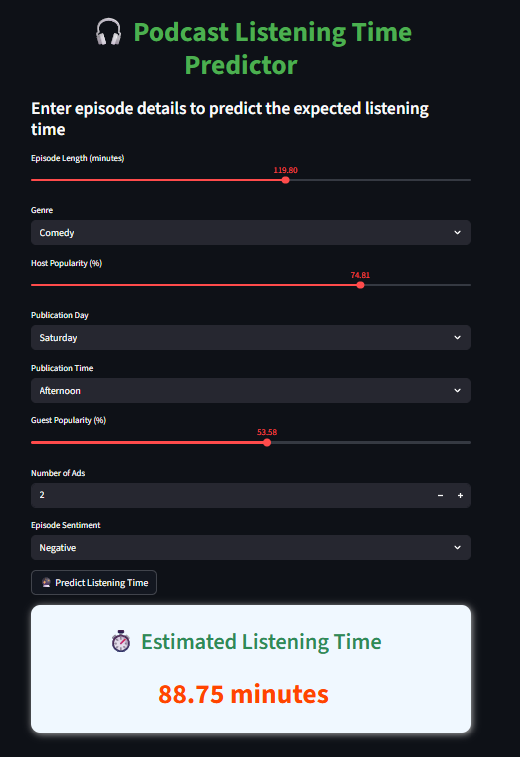 Podcast Listening Time
Predictor
Enter episode details to predict the expected listening
time
Episode Length (minutes)
119.80
Genre
Comedy
Host Popularity (%)
74.81
Publication Day
Saturday
Publication Time
Afternoon
Guest Popularity (%)
53.58
Number of Ads
2
Episode Sentiment
Negative
Predict Listening Time
Estimated Listening Time
88.75 minutes